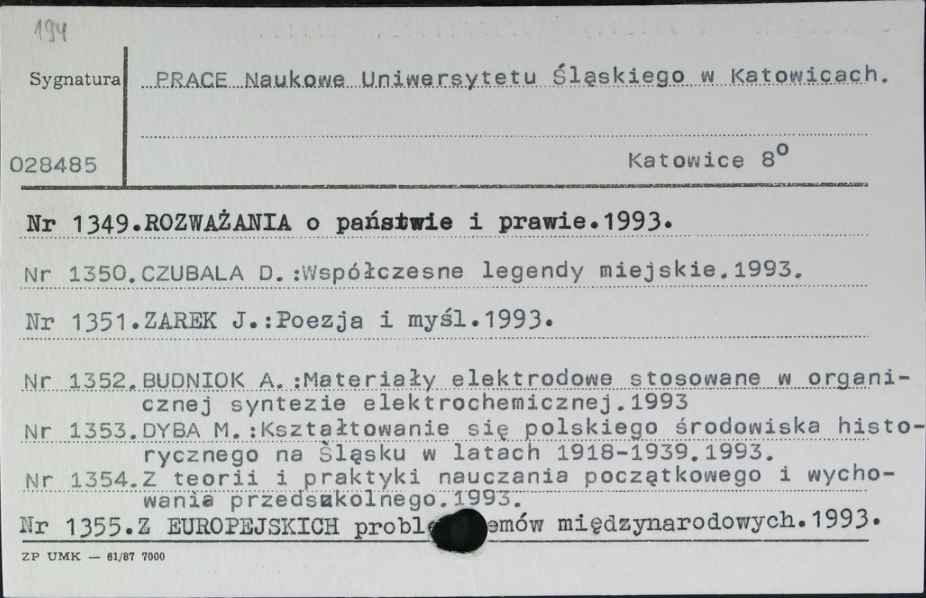 194
Sygnatura PRACE Naukowe Uniwersytetu Śląskiego w Katowicach.
028485 Katowice 8º
Nr 1349.ROZWAŻANIA o państwie i prawie.1993.
Nr 1350.CZUBALA D.:Współczesne legendy miejskie.1993.
Nr 1351.ZAREK J.:Poezja i myśl.1993.
Nr 1352.BUDNIOK A.:Materiały elektrodowe stosowane w organi-
cznej syntezie elektrochemicznej.1993
Nr 1353.DYBA M.:Kształtowanie się polskiego środowiska histo-
rycznego na Śląsku w latach 1918-1939.1993.
Nr 1354.Z teorii i praktyki nauczania początkowego i wycho-
wania przedszkolnego.1993.
Nr 1355.Z EUROPEJSKICH probl emów międzynarodowych.1993.
ZP UMK — 61/87 7000